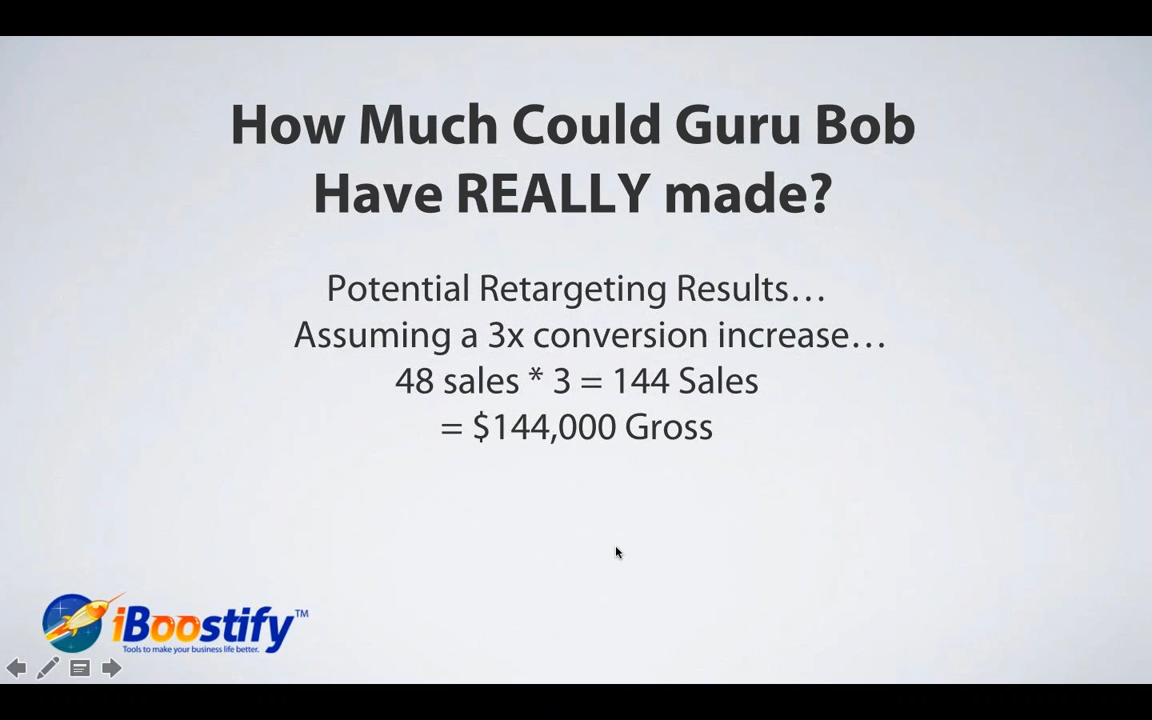 How Much Could Guru Bob
Have REALLY made?
Potential Retargeting Results…
Assuming a 3x conversion increase…
48 sales * 3 = 144 Sales
= $144,000 Gross
iBoostify™
Tools to make your business life better.